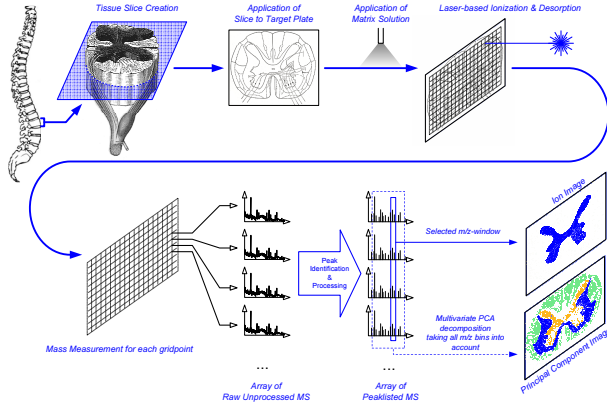 Tissue Slice Creation
Application of
Slice to Target Plate
Application of
Matrix Solution
Laser-based Ionization & Desorption
Ion Image
Selected m/z-window
Peak
Identification
&
Processing
Multivariate PCA
decomposition
taking all m/z bins into
account
Principal Component Image
Mass Measurement for each gridpoint
...
...
Array of
Raw Unprocessed MS
Array of
Peaklisted MS